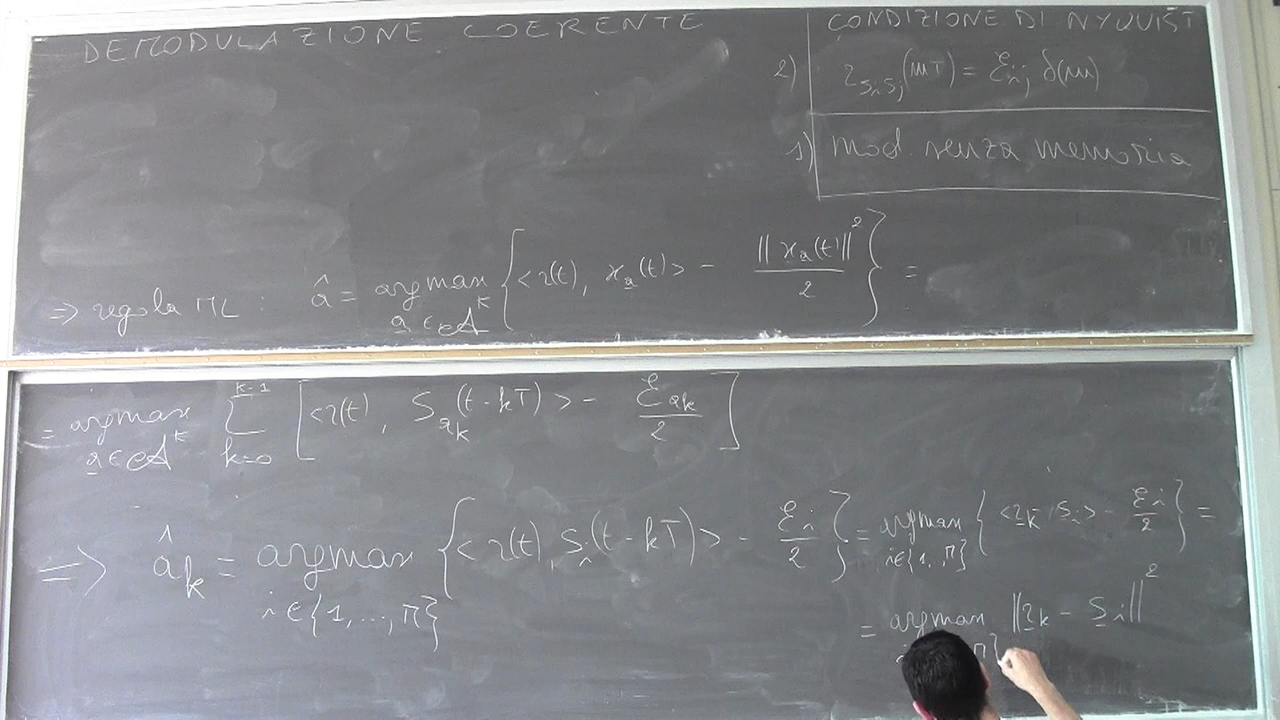 DEMODULAZIONE COERENTE
CONDIZIONE DI NYQUIST
2) r_{s_i s_j}(mT) = ℰ_{ij} δ(m)
1) mod. senza memoria
⇒ regola ML : â = argmax_{a∈𝒜^K} { <r(t), x_a(t)> - ||x_a(t)||²/2 } =
= argmax_{a∈𝒜^K} Σ_{k=0}^{K-1} [ <r(t), S_{a_k}(t-kT)> - ℰ_{a_k}/2 ]
⇒ â_k = argmax_{i∈{1,...,M}} { <r(t), s_i(t-kT)> - ℰ_i/2 } = argmax_{i∈{1,..,M}} { <r_k, s_i> - ℰ_i/2 } =
= argmax ||r_k - s_i||²